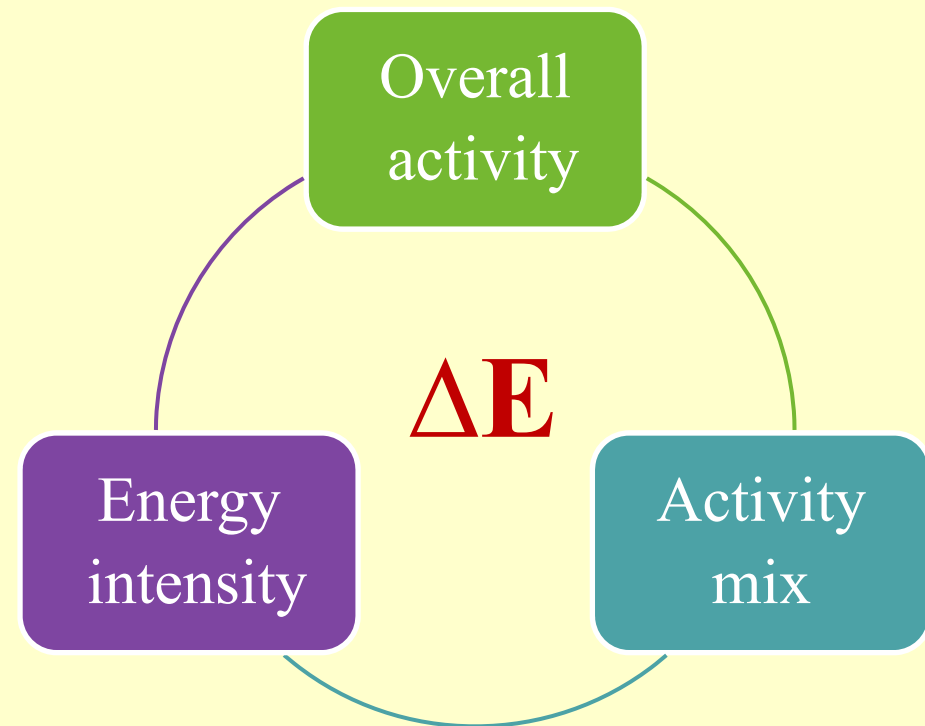 Overall
activity
ΔE
Energy
intensity
Activity
mix